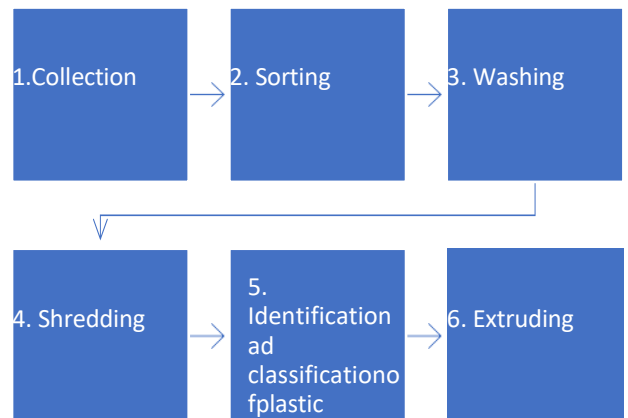 1.Collection
2. Sorting
3. Washing
4. Shredding
5.
Identification
ad
classificationo
fplastic
6. Extruding